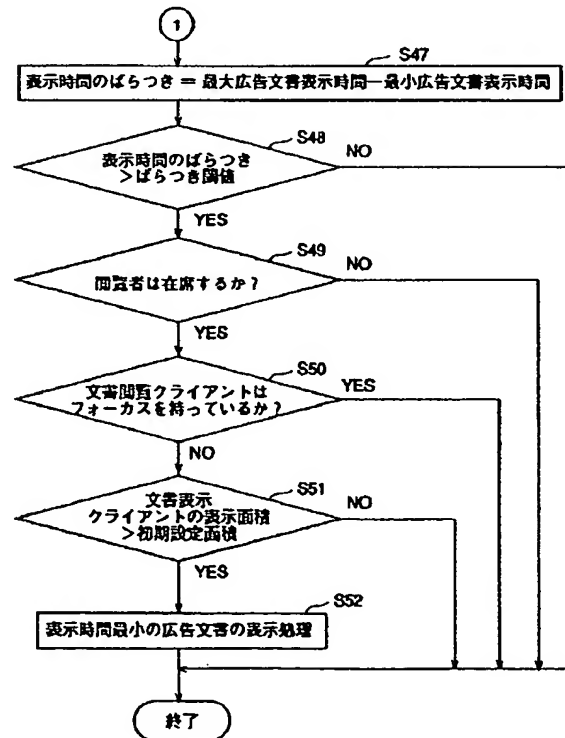 1
S47
表示時間のばらつき = 最大広告文書表示時間ー最小広告文書表示時間
S48
表示時間のばらつき
>ばらつき閾値
NO
YES
S49
閲覧者は在席するか?
NO
YES
S50
文書閲覧クライアントは
フォーカスを持っているか?
YES
NO
S51
文書表示
クライアントの表示面積
>初期設定面積
NO
YES
S52
表示時間最小の広告文書の表示処理
終了